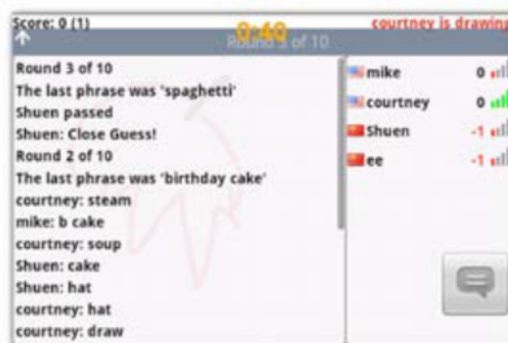 Score: 0 (1)
0:40
courtney is drawing
Round 3 of 10
Round 3 of 10
The last phrase was 'spaghetti'
Shuen passed
Shuen: Close Guess!
Round 2 of 10
The last phrase was 'birthday cake'
courtney: steam
mike: b cake
courtney: soup
Shuen: cake
Shuen: hat
courtney: hat
courtney: draw
mike 0
courtney 0
Shuen -1
ee -1